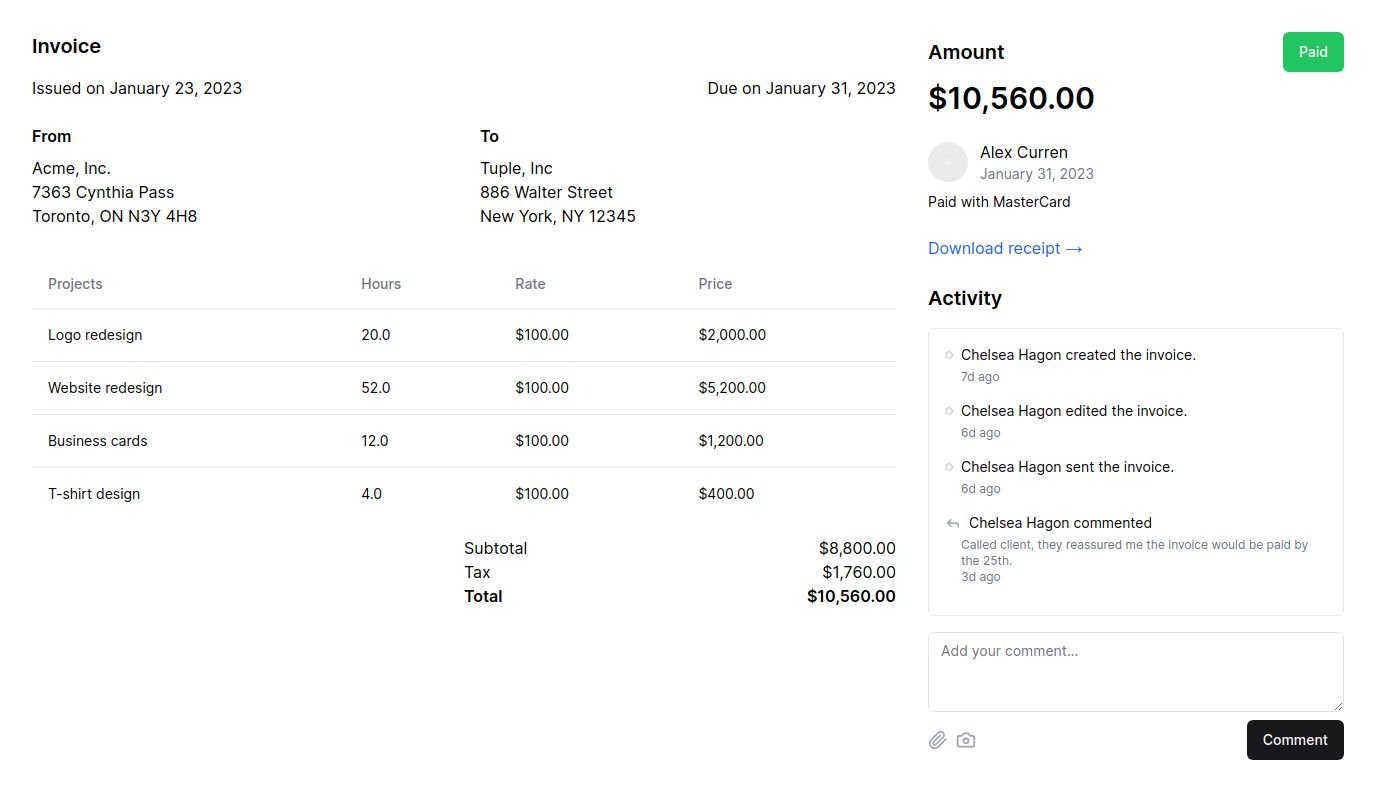 Invoice
Issued on January 23, 2023
Due on January 31, 2023
From
Acme, Inc.
7363 Cynthia Pass
Toronto, ON N3Y 4H8
To
Tuple, Inc
886 Walter Street
New York, NY 12345
Projects Hours Rate Price
Logo redesign 20.0 $100.00 $2,000.00
Website redesign 52.0 $100.00 $5,200.00
Business cards 12.0 $100.00 $1,200.00
T-shirt design 4.0 $100.00 $400.00
Subtotal $8,800.00
Tax $1,760.00
Total $10,560.00
Amount
Paid
$10,560.00
Alex Curren
January 31, 2023
Paid with MasterCard
Download receipt →
Activity
Chelsea Hagon created the invoice.
7d ago
Chelsea Hagon edited the invoice.
6d ago
Chelsea Hagon sent the invoice.
6d ago
Chelsea Hagon commented
Called client, they reassured me the invoice would be paid by
the 25th.
3d ago
Add your comment...
Comment